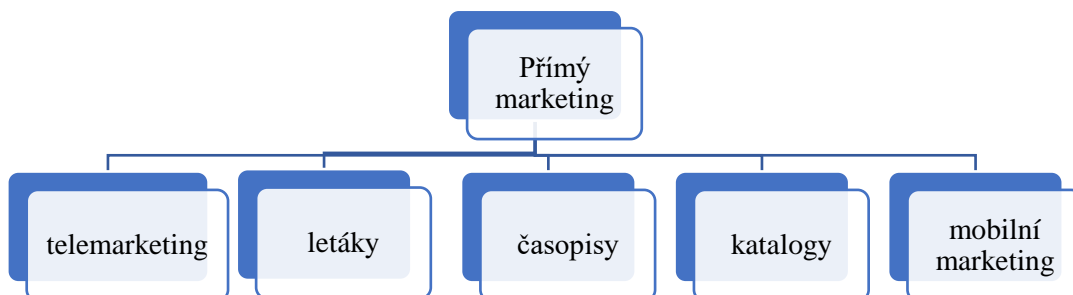 Přímý
marketing
telemarketing
letáky
časopisy
katalogy
mobilní
marketing